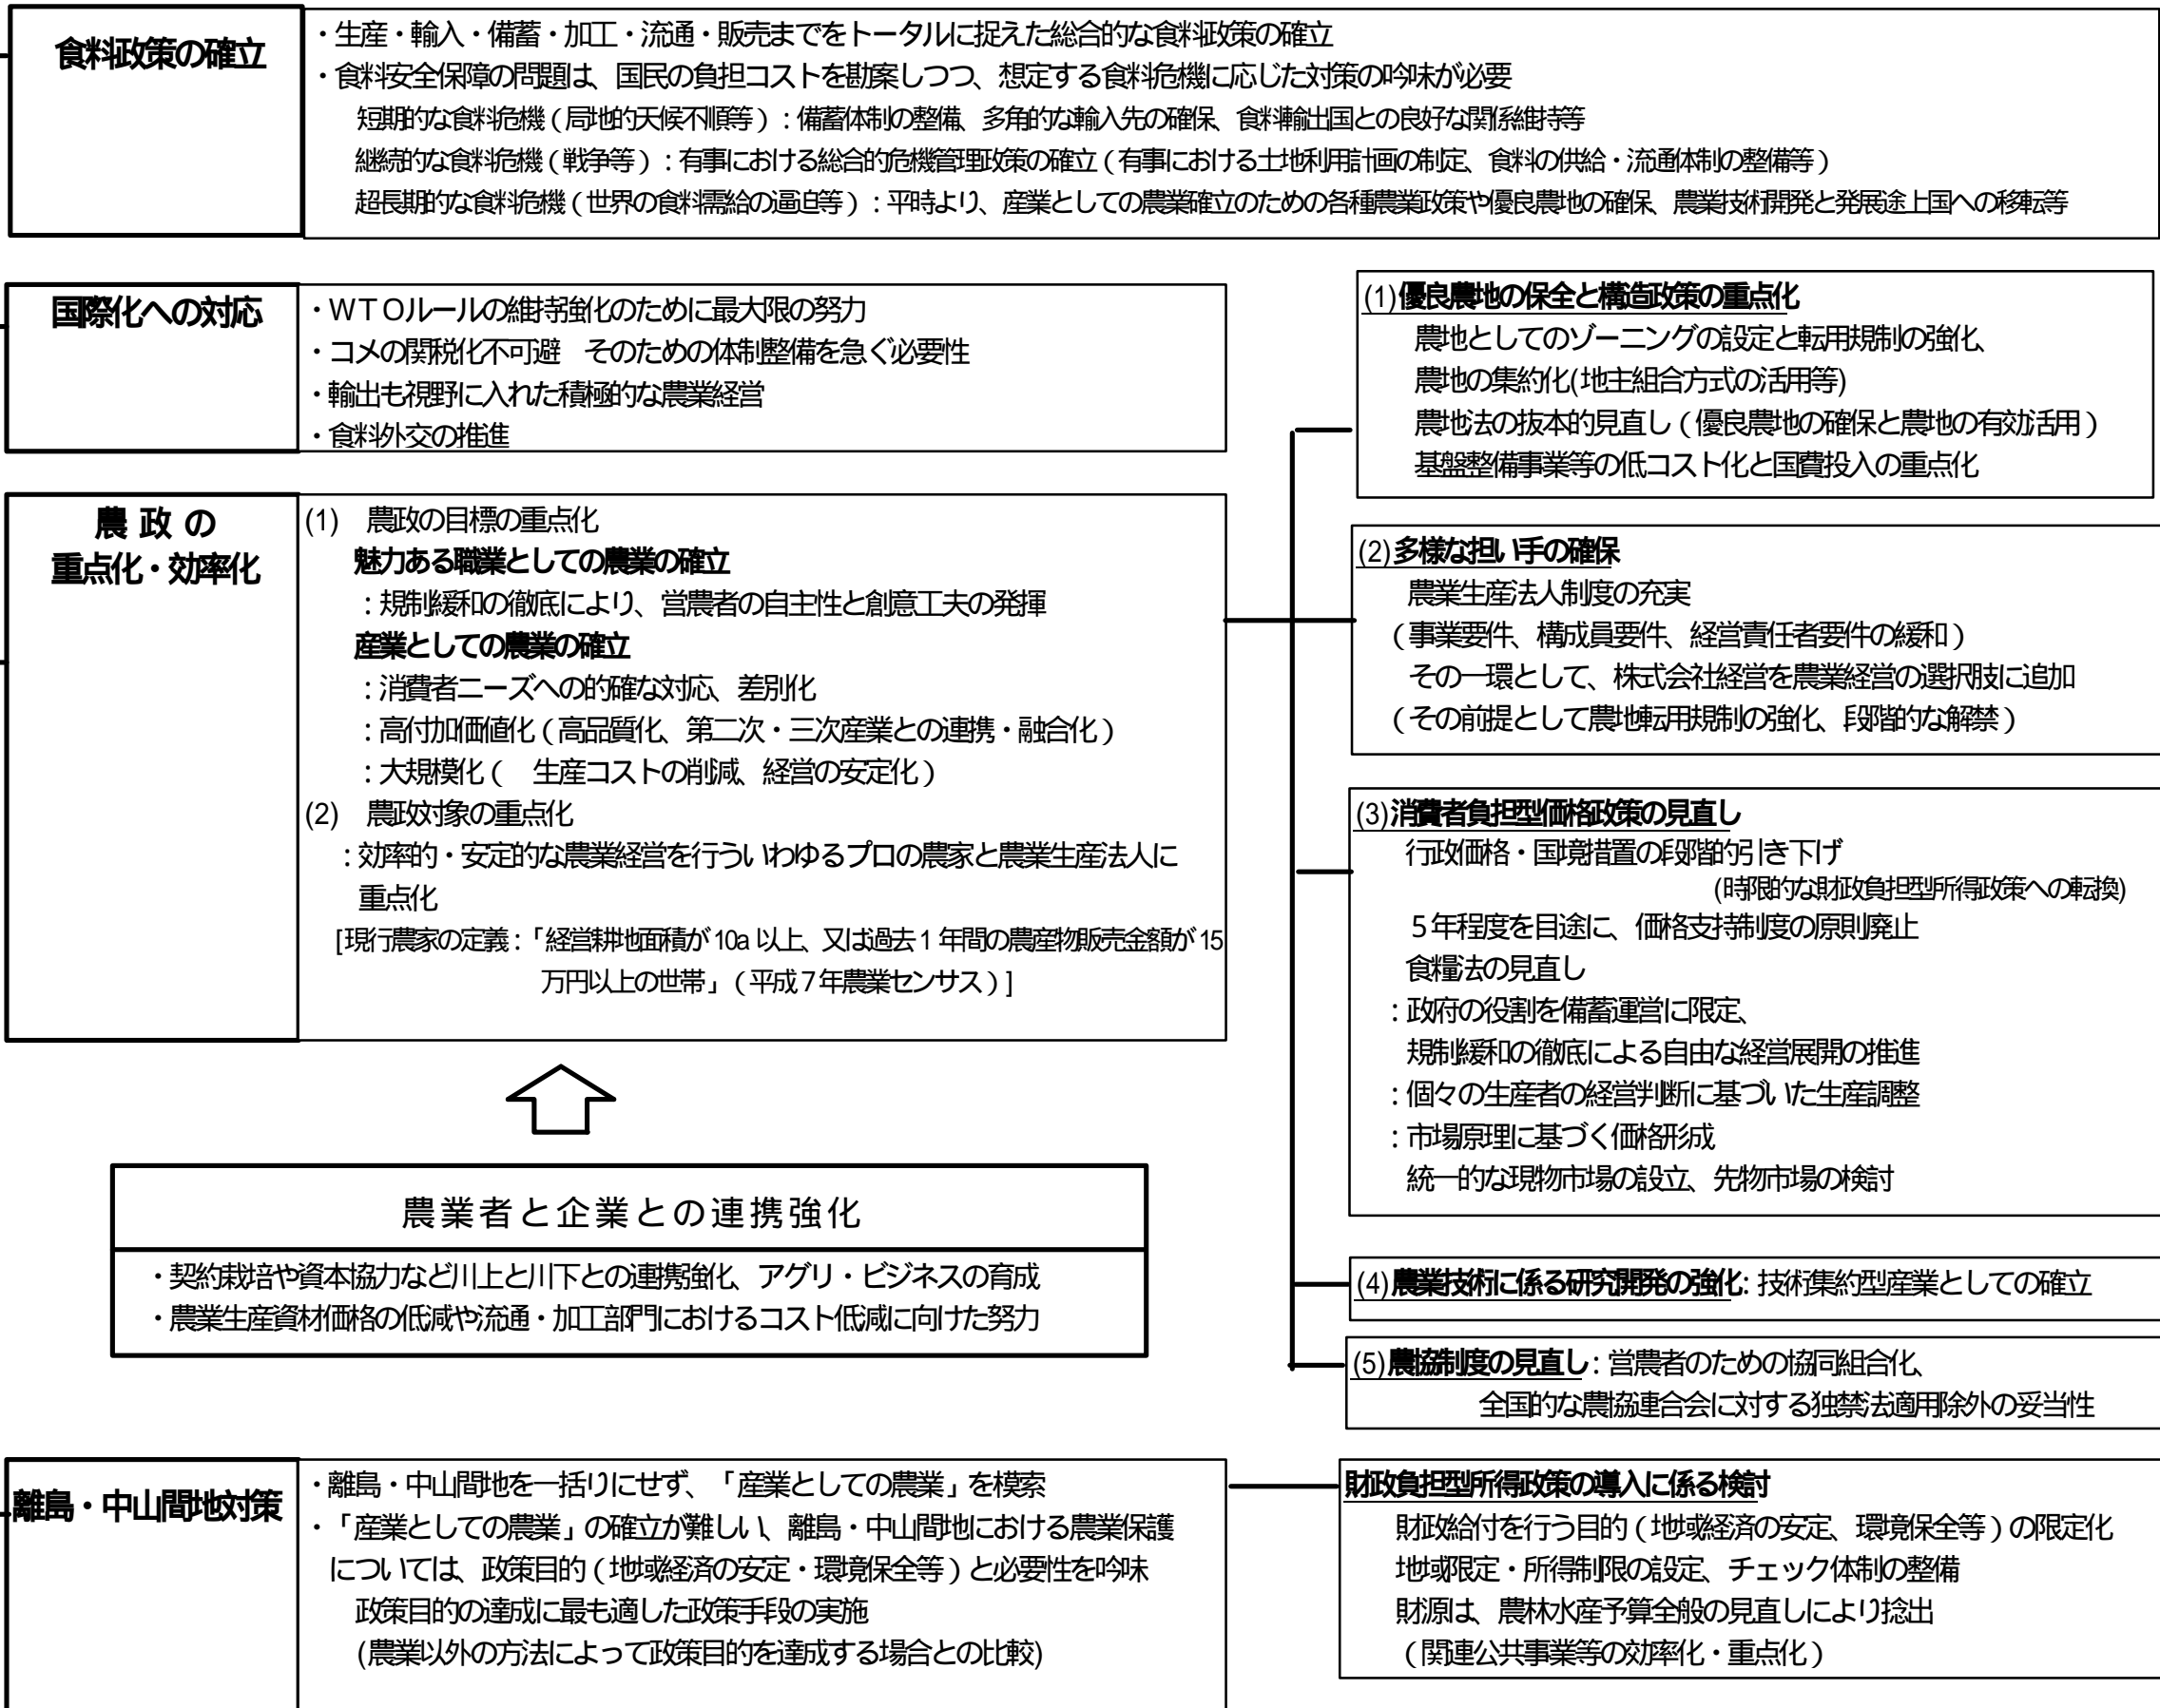 食料政策の確立
・生産・輸入・備蓄・加工・流通・販売までをトータルに捉えた総合的な食料政策の確立
・食料安全保障の問題は、国民の負担コストを勘案しつつ、想定する食料危機に応じた対策の吟味が必要
短期的な食料危機（局地的天候不順等）：備蓄体制の整備、多角的な輸入先の確保、食料輸出国との良好な関係維持等
継続的な食料危機（戦争等）：有事における総合的危機管理政策の確立（有事における土地利用計画の制定、食料の供給・流通体制の整備等）
超長期的な食料危機（世界の食料需給の逼迫等）：平時より、産業としての農業確立のための各種農業政策や優良農地の確保、農業技術開発と発展途上国への移転等
国際化への対応
・ＷＴＯルールの維持強化のために最大限の努力
・コメの関税化不可避　そのための体制整備を急ぐ必要性
・輸出も視野に入れた積極的な農業経営
・食料外交の推進
農 政 の
重点化・効率化
(1)　農政の目標の重点化
魅力ある職業としての農業の確立
：規制緩和の徹底により、営農者の自主性と創意工夫の発揮
産業としての農業の確立
：消費者ニーズへの的確な対応、差別化
：高付加価値化（高品質化、第二次・三次産業との連携・融合化）
：大規模化（　生産コストの削減、経営の安定化）
(2)　農政対象の重点化
：効率的・安定的な農業経営を行ういわゆるプロの農家と農業生産法人に
重点化
[現行農家の定義：「経営耕地面積が 10a 以上、又は過去 1 年間の農産物販売金額が 15
万円以上の世帯」（平成７年農業センサス）]
農業者と企業との連携強化
・契約栽培や資本協力など川上と川下との連携強化、アグリ・ビジネスの育成
・農業生産資材価格の低減や流通・加工部門におけるコスト低減に向けた努力
(1)優良農地の保全と構造政策の重点化
農地としてのゾーニングの設定と転用規制の強化、
農地の集約化(地主組合方式の活用等)
農地法の抜本的見直し（優良農地の確保と農地の有効活用）
基盤整備事業等の低コスト化と国費投入の重点化
(2)多様な担い手の確保
農業生産法人制度の充実
（事業要件、構成員要件、経営責任者要件の緩和）
その一環として、株式会社経営を農業経営の選択肢に追加
（その前提として農地転用規制の強化、段階的な解禁）
(3)消費者負担型価格政策の見直し
行政価格・国境措置の段階的引き下げ
(時限的な財政負担型所得政策への転換)
５年程度を目途に、価格支持制度の原則廃止
食糧法の見直し
：政府の役割を備蓄運営に限定、
規制緩和の徹底による自由な経営展開の推進
：個々の生産者の経営判断に基づいた生産調整
：市場原理に基づく価格形成
統一的な現物市場の設立、先物市場の検討
(4)農業技術に係る研究開発の強化：技術集約型産業としての確立
(5)農協制度の見直し：営農者のための協同組合化、
全国的な農協連合会に対する独禁法適用除外の妥当性
離島・中山間地対策
・離島・中山間地を一括りにせず、「産業としての農業」を模索
・「産業としての農業」の確立が難しい、離島・中山間地における農業保護
については、政策目的（地域経済の安定・環境保全等）と必要性を吟味
政策目的の達成に最も適した政策手段の実施
(農業以外の方法によって政策目的を達成する場合との比較)
財政負担型所得政策の導入に係る検討
財政給付を行う目的（地域経済の安定、環境保全等）の限定化
地域限定・所得制限の設定、チェック体制の整備
財源は、農林水産予算全般の見直しにより捻出
（関連公共事業等の効率化・重点化）